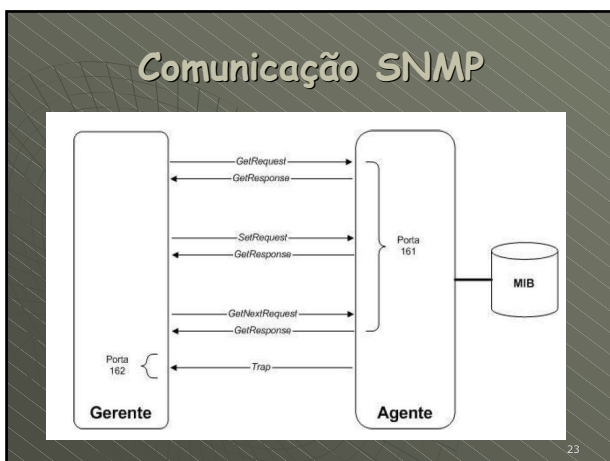 Comunicação SNMP
GetRequest
GetResponse
SetRequest
GetResponse
Porta
161
MIB
GetNextRequest
GetResponse
Porta
162
Trap
Gerente
Agente
23